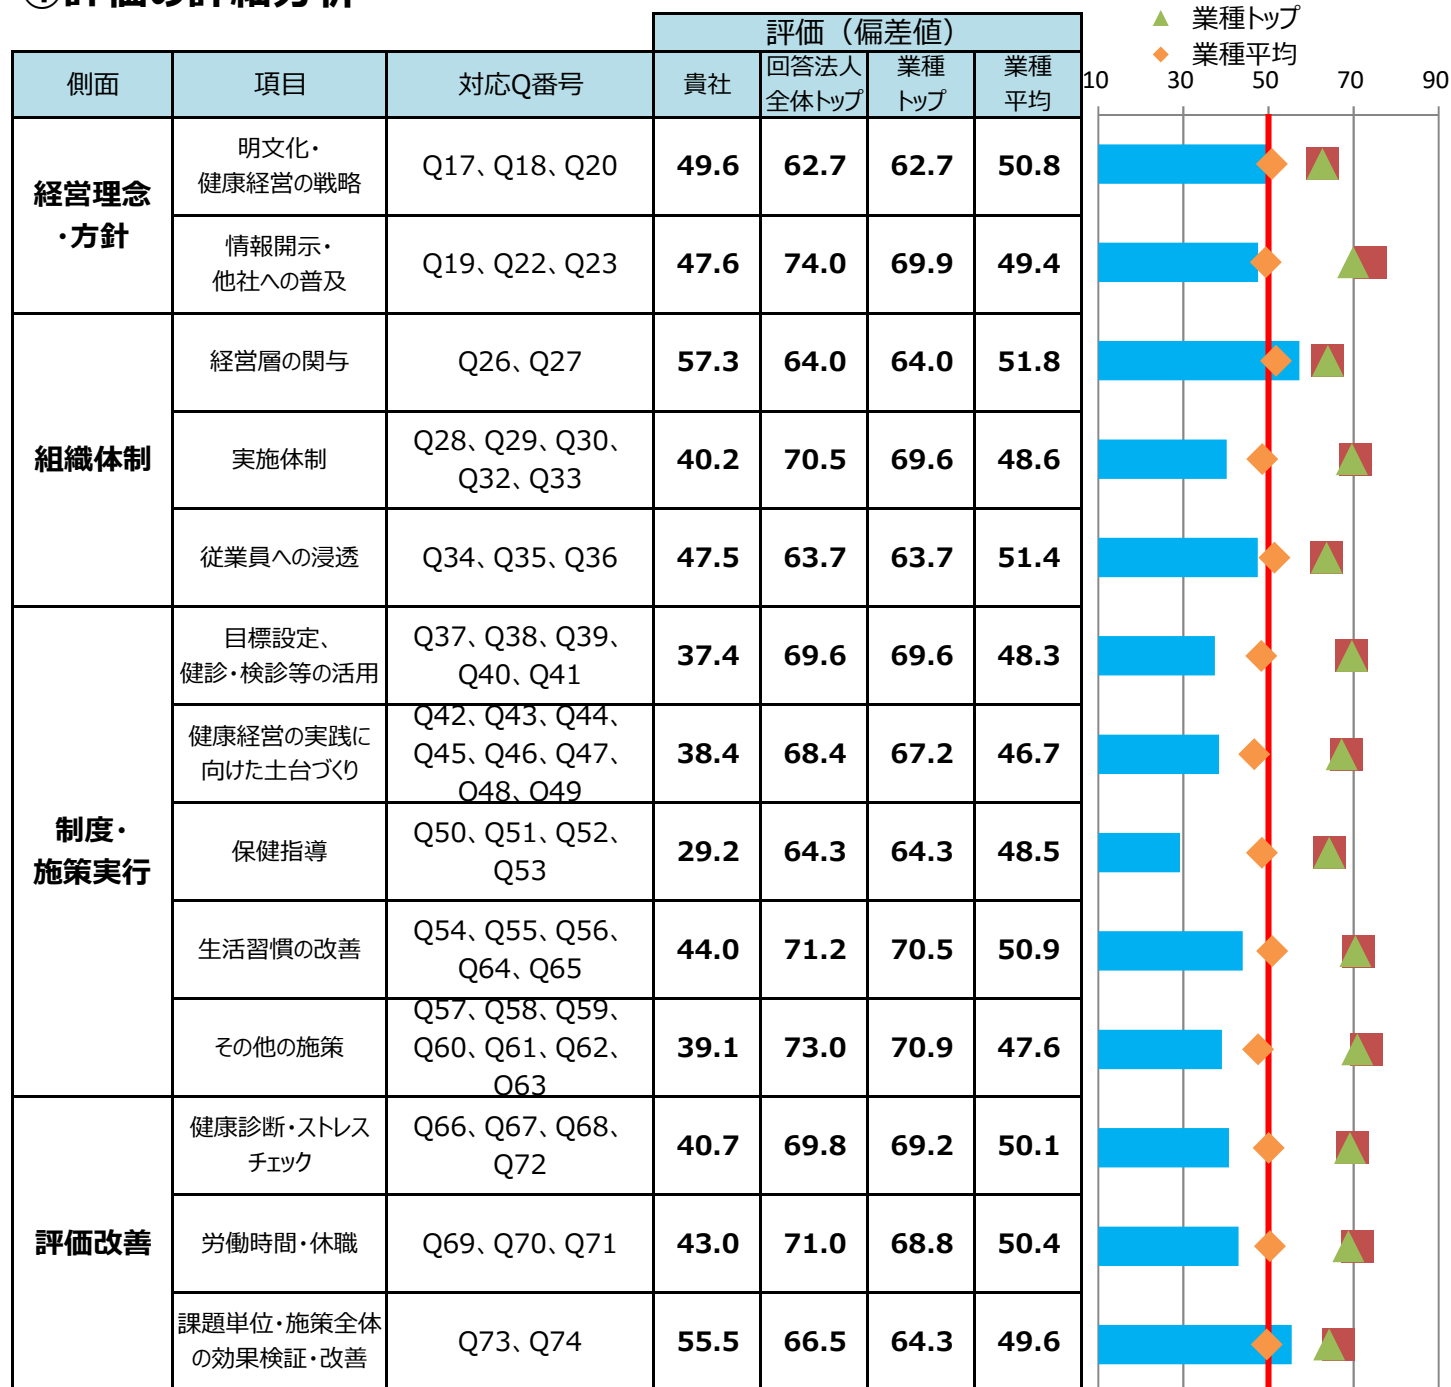 ①評価の詳細分析
▲ 業種トップ
◆ 業種平均
評価（偏差値）
側面 項目 対応Q番号 貴社 回答法人全体トップ 業種トップ 業種平均
10 30 50 70 90
経営理念
・方針
明文化・
健康経営の戦略
Q17、Q18、Q20 49.6 62.7 62.7 50.8
情報開示・
他社への普及
Q19、Q22、Q23 47.6 74.0 69.9 49.4
組織体制
経営層の関与 Q26、Q27 57.3 64.0 64.0 51.8
実施体制
Q28、Q29、Q30、
Q32、Q33
40.2 70.5 69.6 48.6
従業員への浸透 Q34、Q35、Q36 47.5 63.7 63.7 51.4
制度・
施策実行
目標設定、
健診・検診等の活用
Q37、Q38、Q39、
Q40、Q41
37.4 69.6 69.6 48.3
健康経営の実践に
向けた土台づくり
Q42、Q43、Q44、
Q45、Q46、Q47、
Q48、Q49
38.4 68.4 67.2 46.7
保健指導
Q50、Q51、Q52、
Q53
29.2 64.3 64.3 48.5
生活習慣の改善
Q54、Q55、Q56、
Q64、Q65
44.0 71.2 70.5 50.9
その他の施策
Q57、Q58、Q59、
Q60、Q61、Q62、
Q63
39.1 73.0 70.9 47.6
評価改善
健康診断・ストレス
チェック
Q66、Q67、Q68、
Q72
40.7 69.8 69.2 50.1
労働時間・休職 Q69、Q70、Q71 43.0 71.0 68.8 50.4
課題単位・施策全体
の効果検証・改善
Q73、Q74 55.5 66.5 64.3 49.6